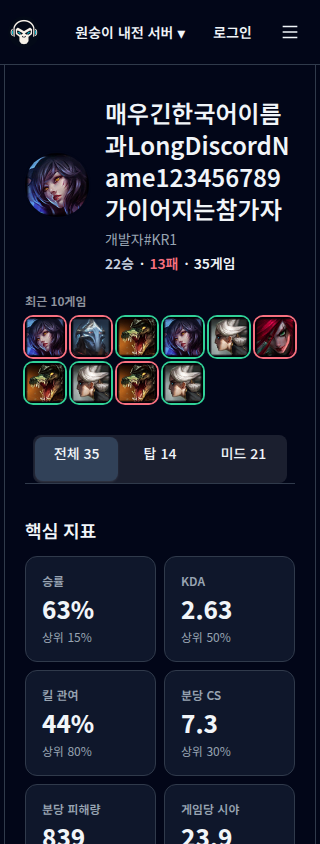 원숭이 내전 서버 ▼
로그인
매우긴한국어이름
과LongDiscordN
ame123456789
가이어지는참가자
개발자#KR1
22승 · 13패 · 35게임
최근 10게임
전체 35
탑 14
미드 21
핵심 지표
승률
63%
상위 15%
KDA
2.63
상위 50%
킬 관여
44%
상위 80%
분당 CS
7.3
상위 30%
분당 피해량
839
게임당 시야
23.9